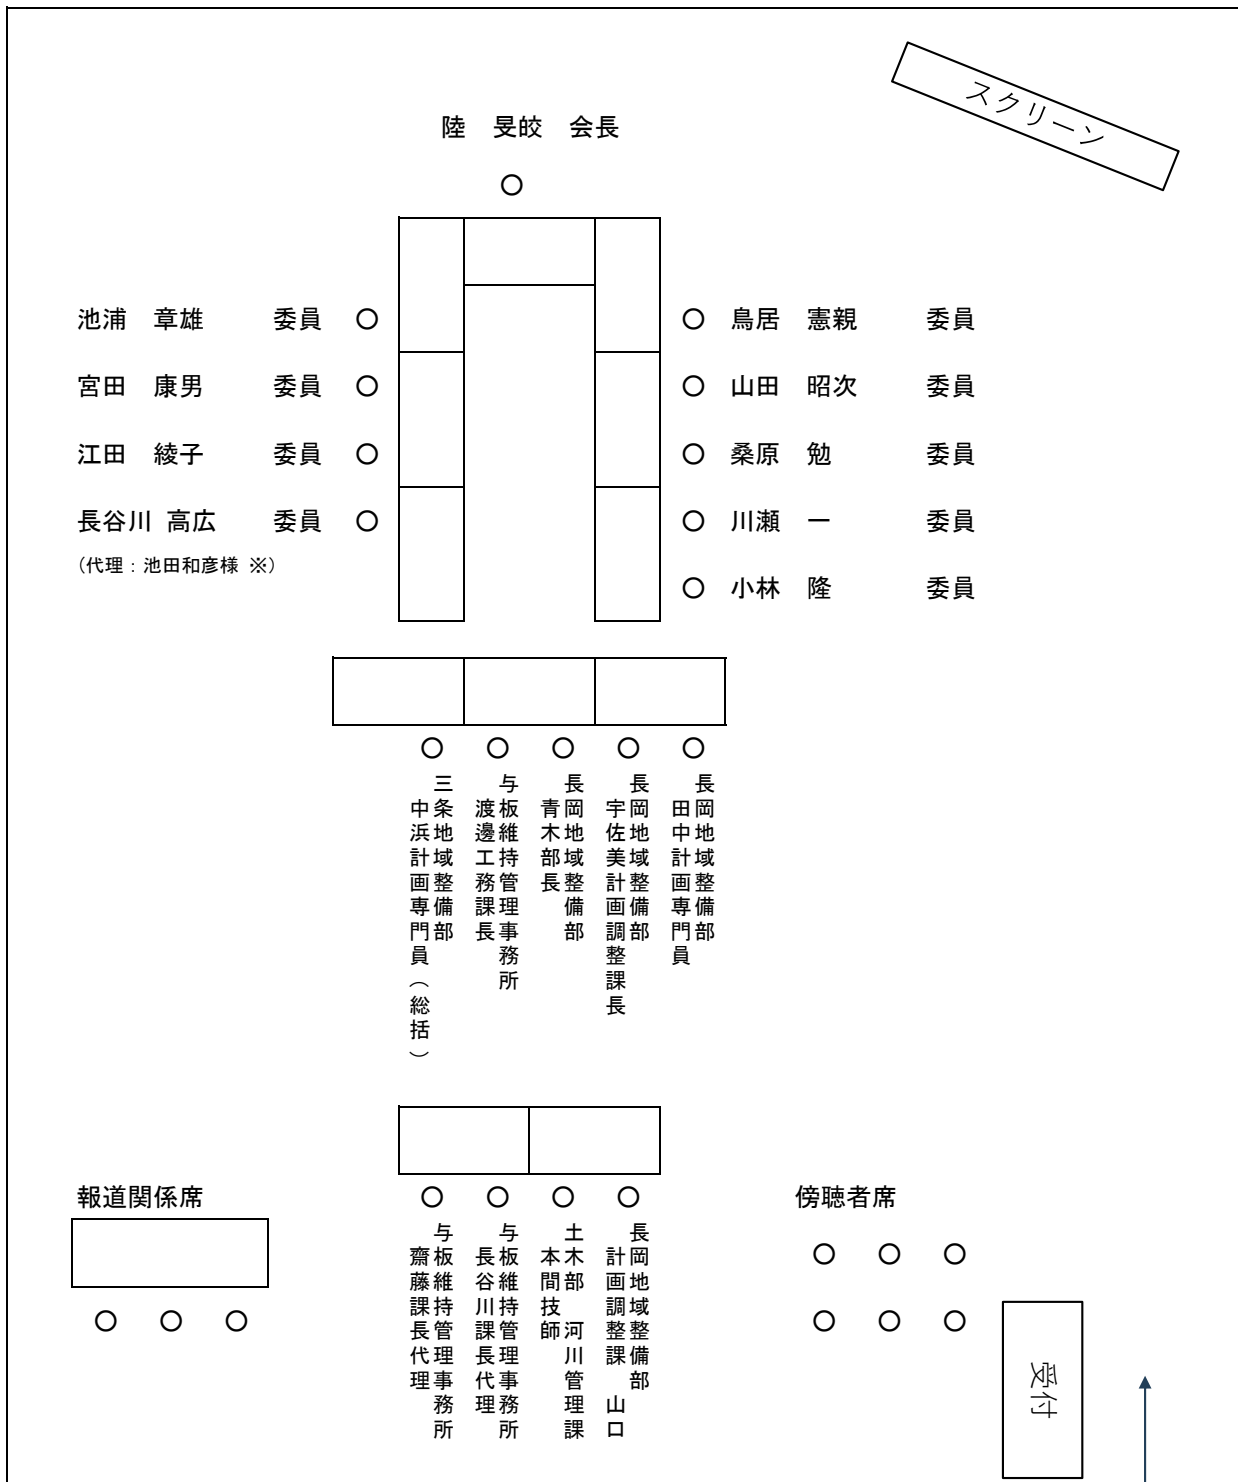 スクリーン
陸　旻皎　会長
池浦　章雄　委員
鳥居　憲親　委員
宮田　康男　委員
山田　昭次　委員
江田　綾子　委員
桑原　勉　委員
長谷川 高広　委員
川瀬　一　委員
(代理：池田和彦様 ※)
小林　隆　委員
三条地域整備部
中浜計画専門員（総括）
与板維持管理事務所
渡邊工務課長
長岡地域整備部
青木部長
長岡地域整備部
宇佐美計画調整課長
長岡地域整備部
田中計画専門員
報道関係席
傍聴者席
与板維持管理事務所
齋藤課長代理
与板維持管理事務所
長谷川課長代理
土木部　河川管理課
本間技師
長岡地域整備部
計画調整課　山口
受付